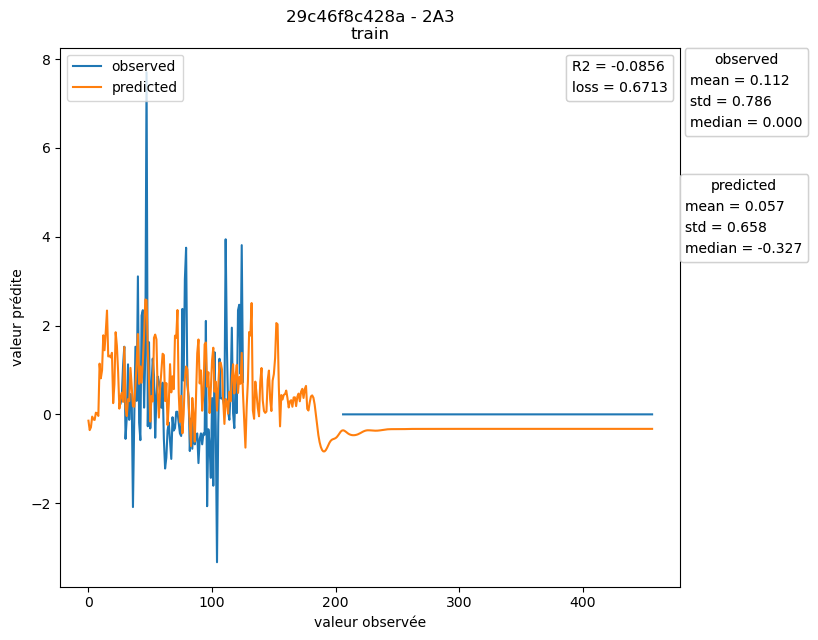 29c46f8c428a - 2A3
train
observed
predicted
R2 = -0.0856
loss = 0.6713
observed
mean = 0.112
std = 0.786
median = 0.000
predicted
mean = 0.057
std = 0.658
median = -0.327
8
6
4
2
0
−2
valeur prédite
0
100
200
300
400
valeur observée